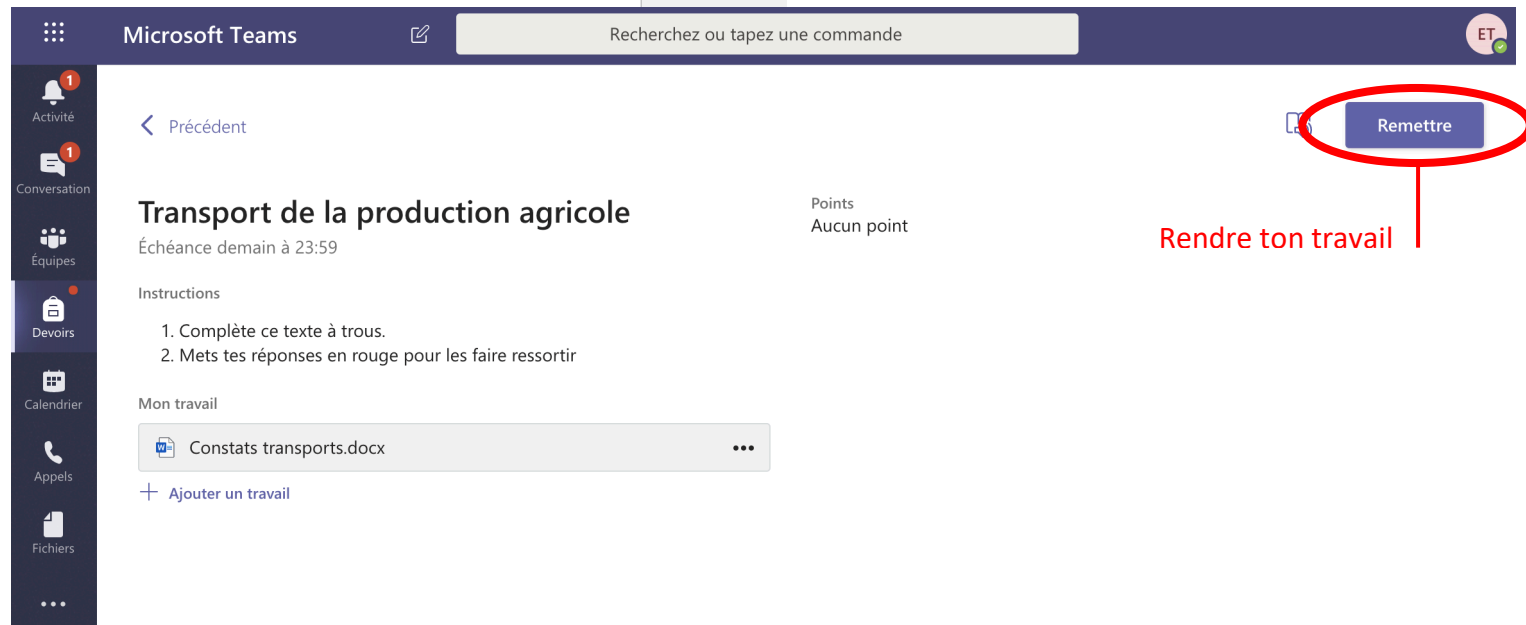 Microsoft Teams
Recherchez ou tapez une commande
ET
1
Activité
1
Conversation
Équipes
Devoirs
Calendrier
Appels
Fichiers
Précédent
Remettre
Transport de la production agricole
Échéance demain à 23:59
Points
Aucun point
Rendre ton travail
Instructions
1. Complète ce texte à trous.
2. Mets tes réponses en rouge pour les faire ressortir
Mon travail
Constats transports.docx
Ajouter un travail